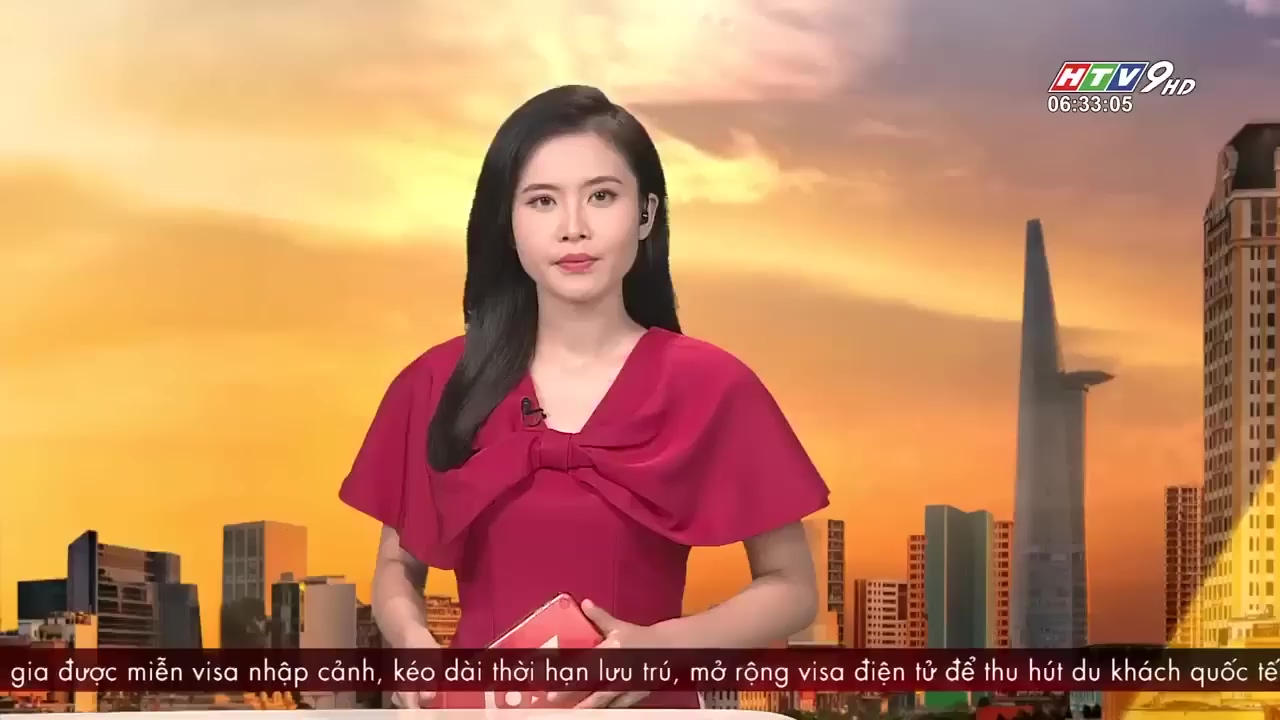 HTV9HD
06:33:05
gia được miễn visa nhập cảnh, kéo dài thời hạn lưu trú, mở rộng visa điện tử để thu hút du khách quốc tế